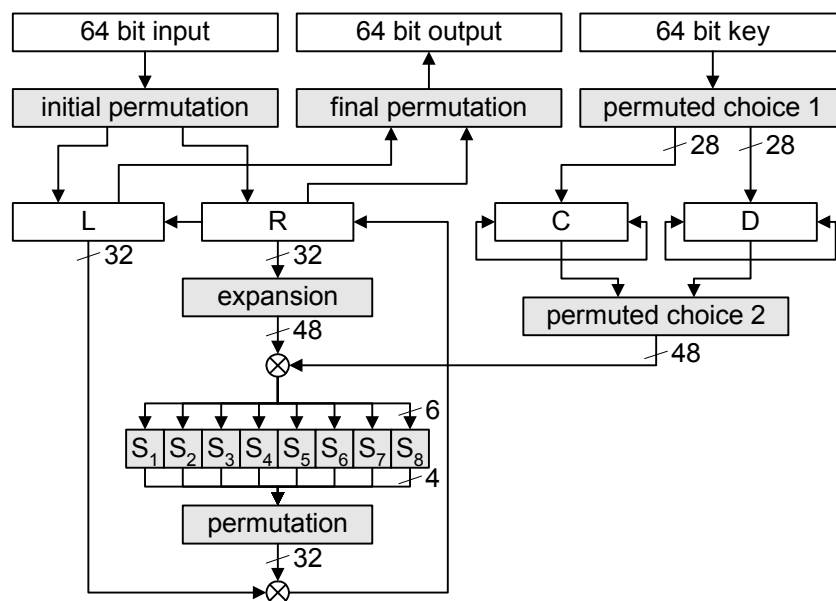 64 bit input 64 bit output 64 bit key
initial permutation final permutation permuted choice 1
28 28
L R C D
32 32
expansion permuted choice 2
48 48
6
S₁ S₂ S₃ S₄ S₅ S₆ S₇ S₈
4
permutation
32